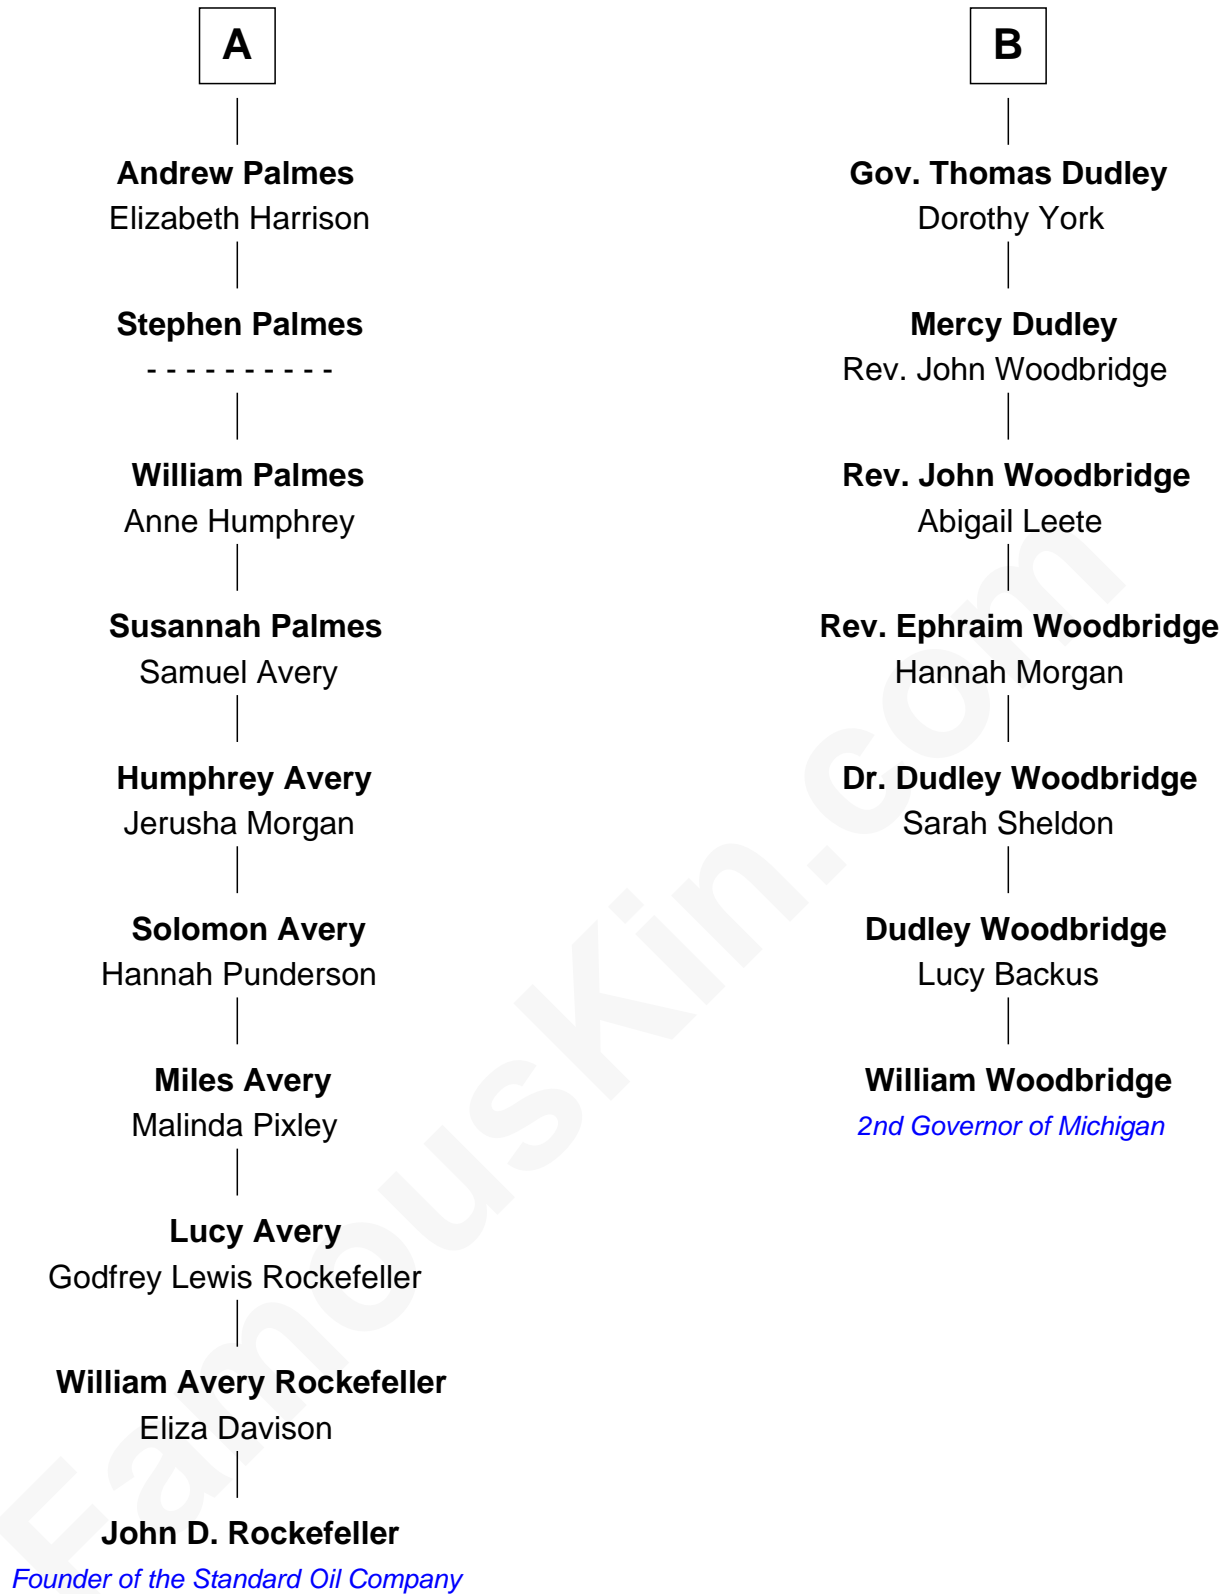 A
Andrew Palmes
Elizabeth Harrison
Stephen Palmes
- - - - - - - - - -
William Palmes
Anne Humphrey
Susannah Palmes
Samuel Avery
Humphrey Avery
Jerusha Morgan
Solomon Avery
Hannah Punderson
Miles Avery
Malinda Pixley
Lucy Avery
Godfrey Lewis Rockefeller
William Avery Rockefeller
Eliza Davison
John D. Rockefeller
Founder of the Standard Oil Company
B
Gov. Thomas Dudley
Dorothy York
Mercy Dudley
Rev. John Woodbridge
Rev. John Woodbridge
Abigail Leete
Rev. Ephraim Woodbridge
Hannah Morgan
Dr. Dudley Woodbridge
Sarah Sheldon
Dudley Woodbridge
Lucy Backus
William Woodbridge
2nd Governor of Michigan
FamousKin.com